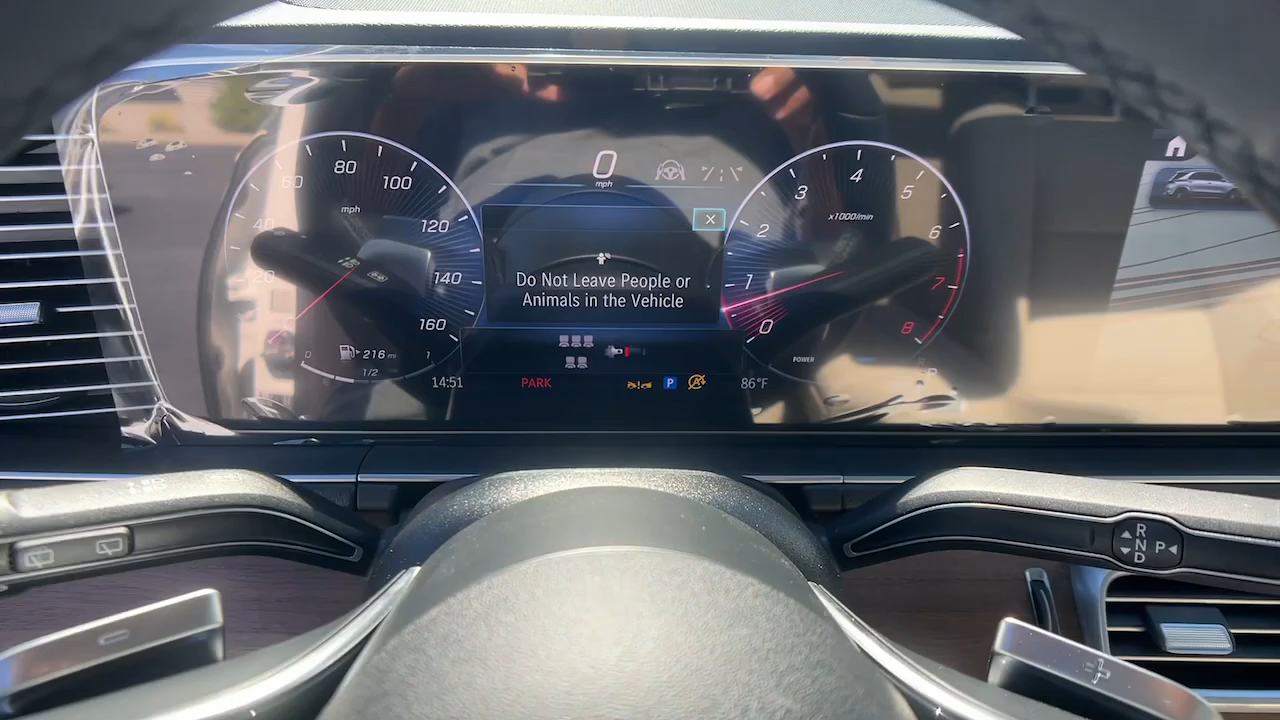 0
mph
80
60
100
40
mph
120
20
140
160
216 mi
0
1/2
1
14:51
Do Not Leave People or
Animals in the Vehicle
PARK
P
A
86°F
4
3
5
x1000/min
2
6
1
7
0
8
POWER
R
N
D
P